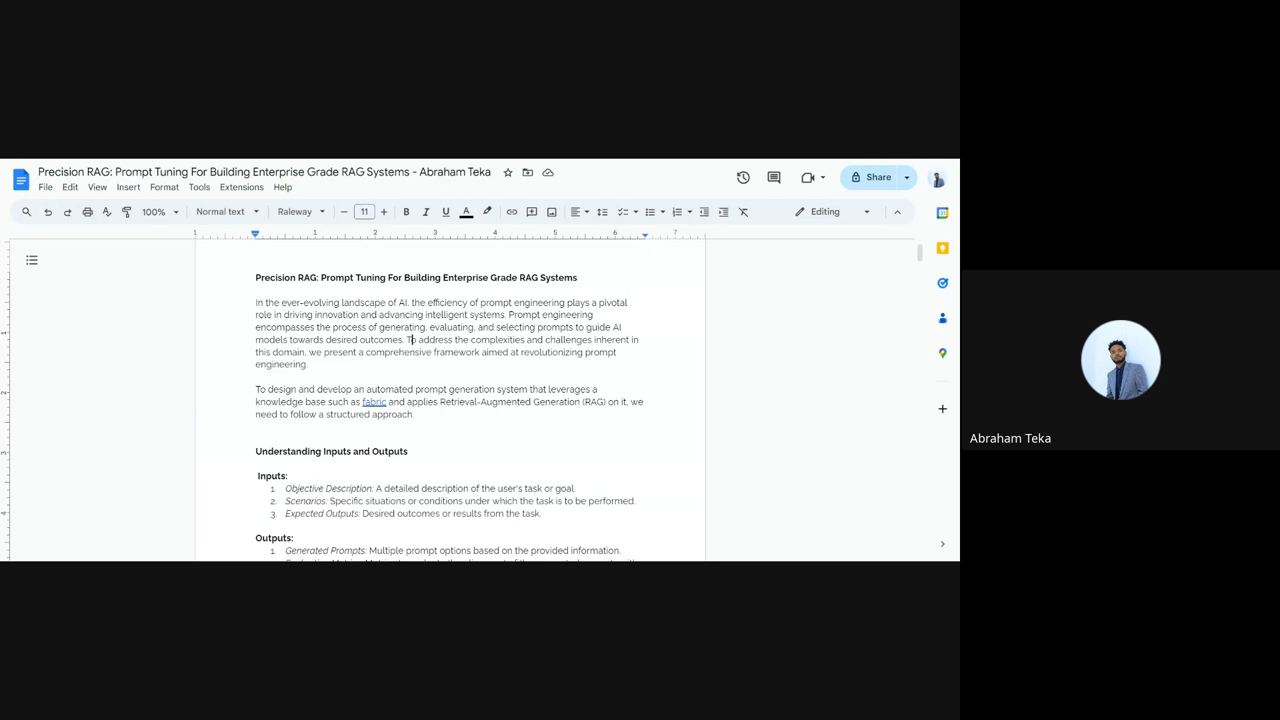 Precision RAG: Prompt Tuning For Building Enterprise Grade RAG Systems - Abraham Teka
File Edit View Insert Format Tools Extensions Help
Share
100% Normal text Raleway 11 B I U A Editing
1 1 2 3 4 5 6 7
Precision RAG: Prompt Tuning For Building Enterprise Grade RAG Systems
In the ever-evolving landscape of AI, the efficiency of prompt engineering plays a pivotal
role in driving innovation and advancing intelligent systems. Prompt engineering
encompasses the process of generating, evaluating, and selecting prompts to guide AI
models towards desired outcomes. To address the complexities and challenges inherent in
this domain, we present a comprehensive framework aimed at revolutionizing prompt
engineering.
To design and develop an automated prompt generation system that leverages a
knowledge base such as fabric and applies Retrieval-Augmented Generation (RAG) on it, we
need to follow a structured approach.
Understanding Inputs and Outputs
Inputs:
1. Objective Description: A detailed description of the user's task or goal.
2. Scenarios: Specific situations or conditions under which the task is to be performed.
3. Expected Outputs: Desired outcomes or results from the task.
Outputs:
1. Generated Prompts: Multiple prompt options based on the provided information.
Abraham Teka